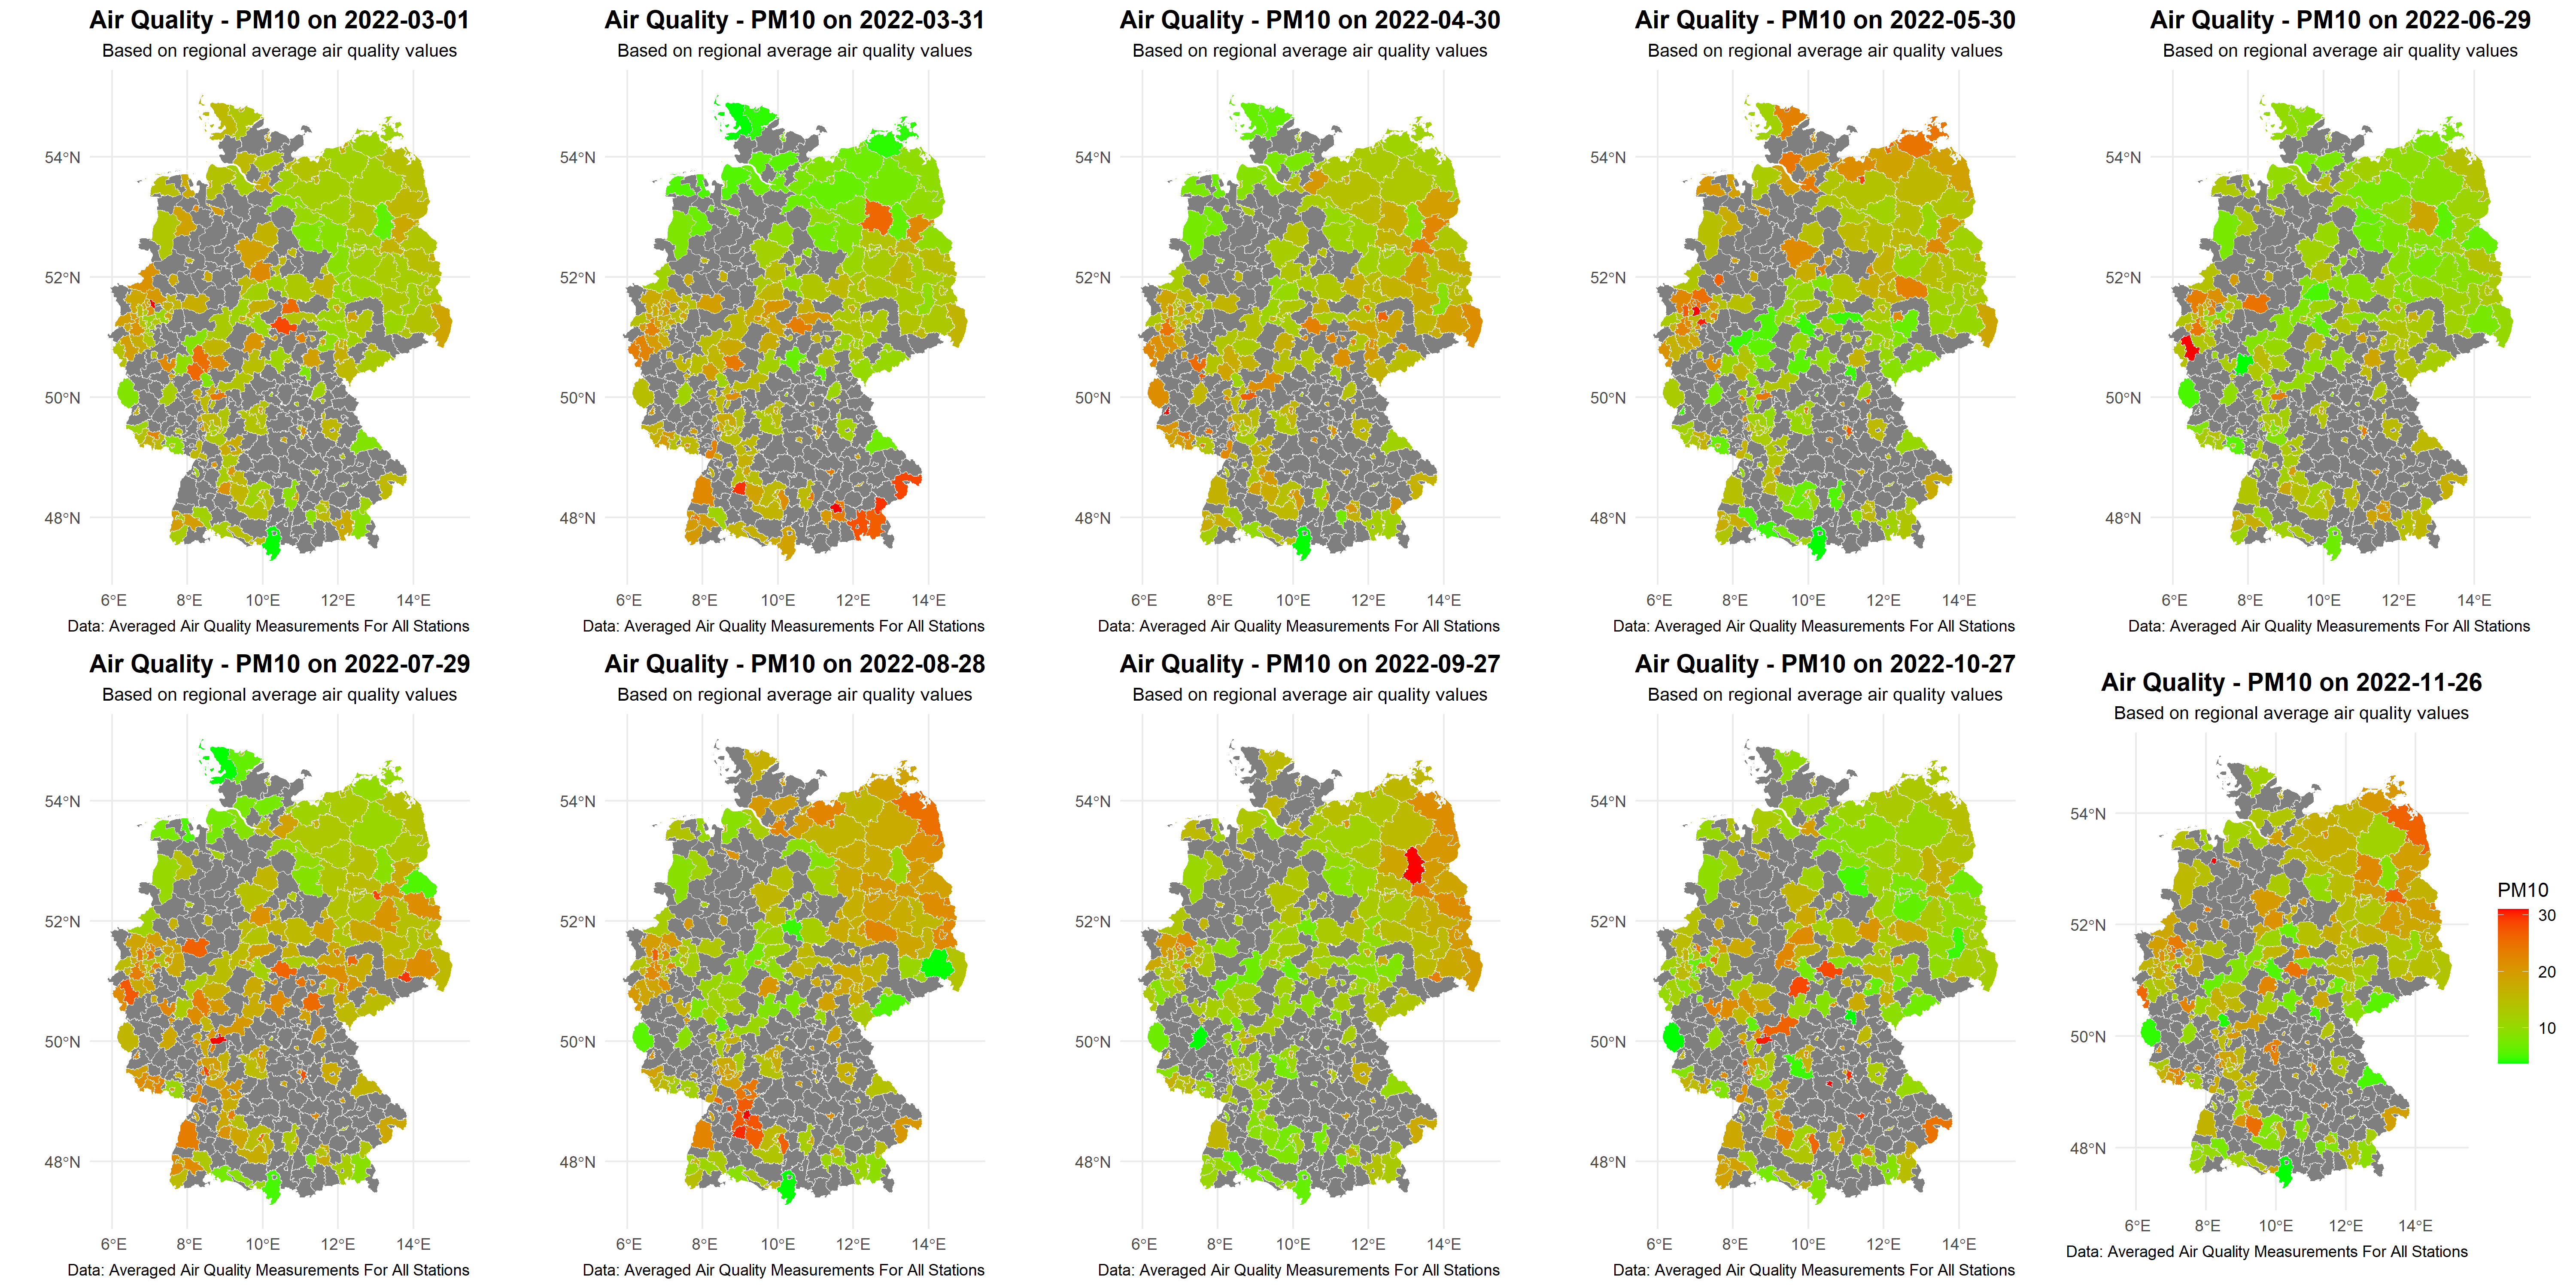 Air Quality - PM10 on 2022-03-01
Based on regional average air quality values
54°N
52°N
50°N
48°N
6°E 8°E 10°E 12°E 14°E
Data: Averaged Air Quality Measurements For All Stations
Air Quality - PM10 on 2022-03-31
Based on regional average air quality values
54°N
52°N
50°N
48°N
6°E 8°E 10°E 12°E 14°E
Data: Averaged Air Quality Measurements For All Stations
Air Quality - PM10 on 2022-04-30
Based on regional average air quality values
54°N
52°N
50°N
48°N
6°E 8°E 10°E 12°E 14°E
Data: Averaged Air Quality Measurements For All Stations
Air Quality - PM10 on 2022-05-30
Based on regional average air quality values
54°N
52°N
50°N
48°N
6°E 8°E 10°E 12°E 14°E
Data: Averaged Air Quality Measurements For All Stations
Air Quality - PM10 on 2022-06-29
Based on regional average air quality values
54°N
52°N
50°N
48°N
6°E 8°E 10°E 12°E 14°E
Data: Averaged Air Quality Measurements For All Stations
Air Quality - PM10 on 2022-07-29
Based on regional average air quality values
54°N
52°N
50°N
48°N
6°E 8°E 10°E 12°E 14°E
Data: Averaged Air Quality Measurements For All Stations
Air Quality - PM10 on 2022-08-28
Based on regional average air quality values
54°N
52°N
50°N
48°N
6°E 8°E 10°E 12°E 14°E
Data: Averaged Air Quality Measurements For All Stations
Air Quality - PM10 on 2022-09-27
Based on regional average air quality values
54°N
52°N
50°N
48°N
6°E 8°E 10°E 12°E 14°E
Data: Averaged Air Quality Measurements For All Stations
Air Quality - PM10 on 2022-10-27
Based on regional average air quality values
54°N
52°N
50°N
48°N
6°E 8°E 10°E 12°E 14°E
Data: Averaged Air Quality Measurements For All Stations
Air Quality - PM10 on 2022-11-26
Based on regional average air quality values
54°N
52°N
50°N
48°N
6°E 8°E 10°E 12°E 14°E
Data: Averaged Air Quality Measurements For All Stations
PM10
30
20
10